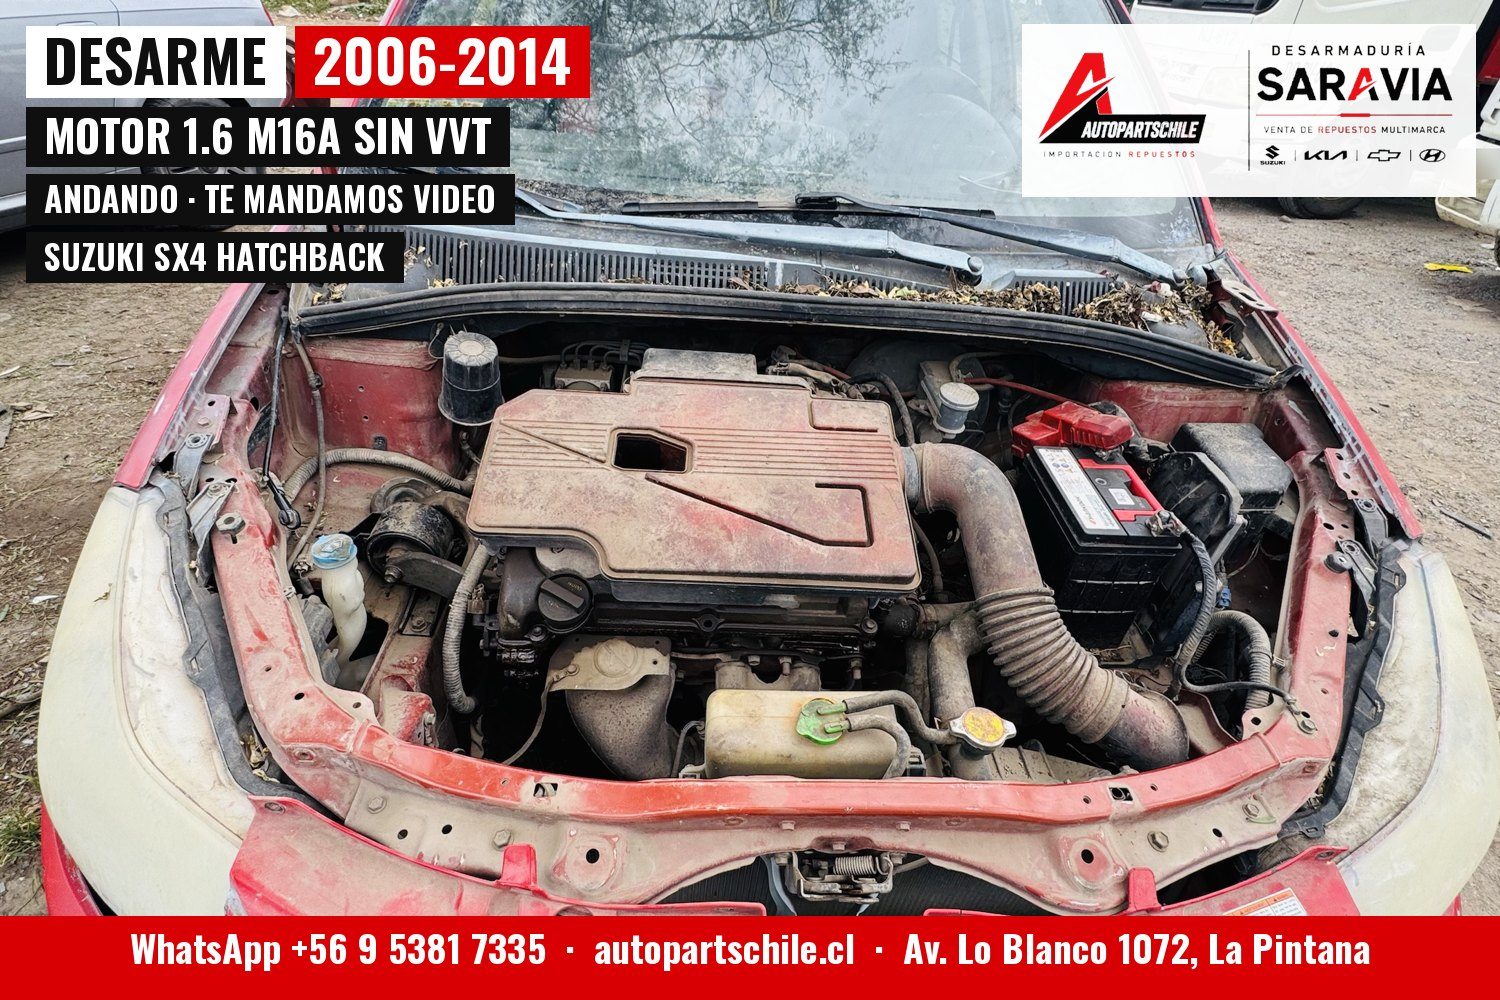 DESARME 2006-2014
MOTOR 1.6 M16A SIN VVT
ANDANDO · TE MANDAMOS VIDEO
SUZUKI SX4 HATCHBACK
AUTOPARTSCHILE
IMPORTACION REPUESTOS
DESARMADURÍA
SARAVIA
VENTA DE REPUESTOS MULTIMARCA
SUZUKI KIA
WhatsApp +56 9 5381 7335 · autopartschile.cl · Av. Lo Blanco 1072, La Pintana